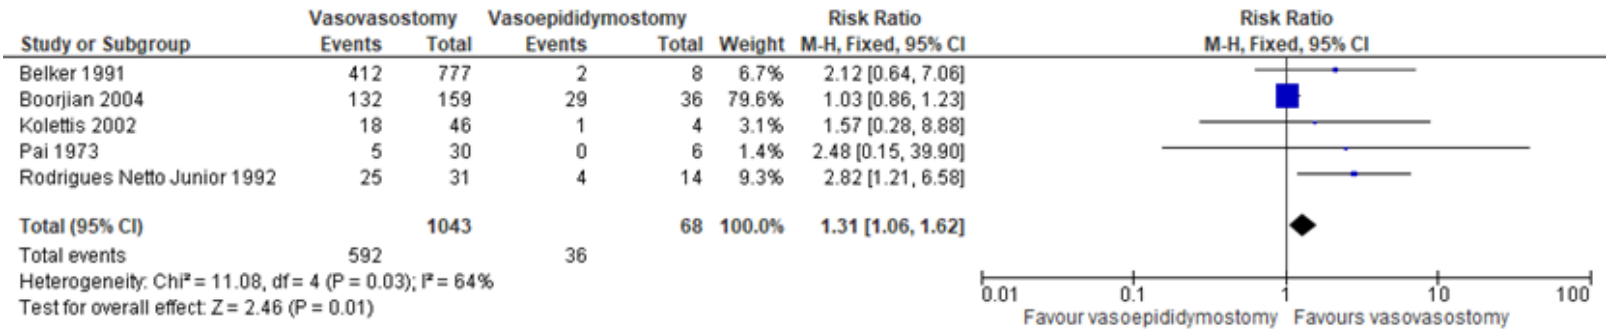 Vasovasostomy Vasoepididymostomy Risk Ratio Risk Ratio
Study or Subgroup Events Total Events Total Weight M-H, Fixed, 95% CI M-H, Fixed, 95% CI
Belker 1991 412 777 2 8 6.7% 2.12 [0.64, 7.06]
Boorjian 2004 132 159 29 36 79.6% 1.03 [0.86, 1.23]
Kolettis 2002 18 46 1 4 3.1% 1.57 [0.28, 8.88]
Pai 1973 5 30 0 6 1.4% 2.48 [0.15, 39.90]
Rodrigues Netto Junior 1992 25 31 4 14 9.3% 2.82 [1.21, 6.58]
Total (95% CI) 1043 68 100.0% 1.31 [1.06, 1.62]
Total events 592 36
Heterogeneity: Chi² = 11.08, df = 4 (P = 0.03); I² = 64%
Test for overall effect: Z = 2.46 (P = 0.01)
0.01 0.1 1 10 100
Favour vasoepididymostomy Favours vasovasostomy